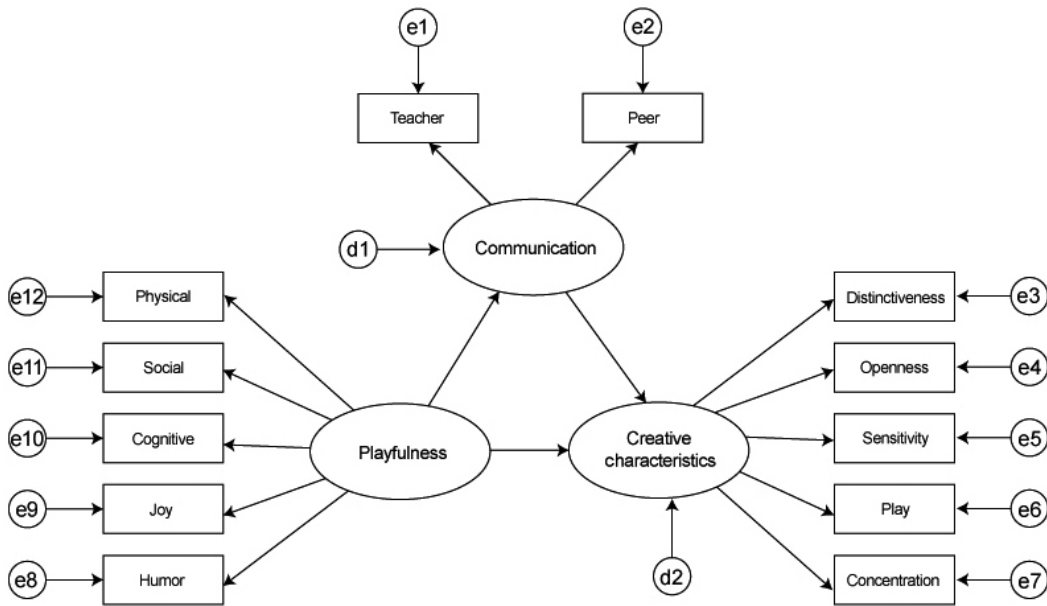 e1
e2
Teacher
Peer
d1
Communication
e12
Physical
Distinctiveness
e3
e11
Social
Openness
e4
e10
Cognitive
Playfulness
Creative
characteristics
Sensitivity
e5
e9
Joy
Play
e6
e8
Humor
d2
Concentration
e7